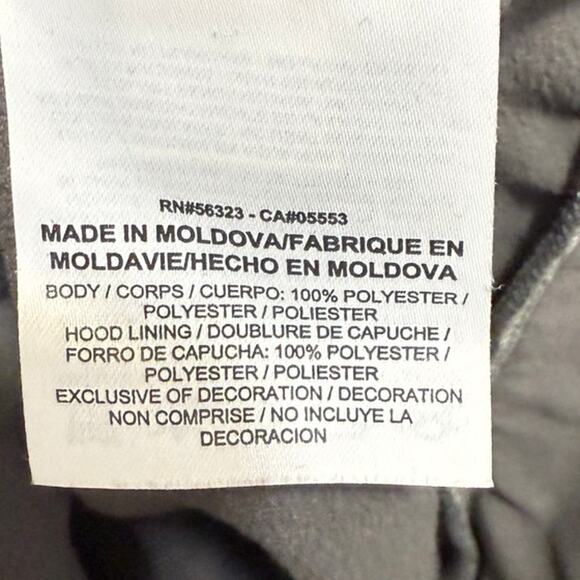 RN#56323 - CA#05553
MADE IN MOLDOVA/FABRIQUE EN
MOLDAVIE/HECHO EN MOLDOVA
BODY / CORPS / CUERPO: 100% POLYESTER /
POLYESTER / POLIESTER
HOOD LINING / DOUBLURE DE CAPUCHE /
FORRO DE CAPUCHA: 100% POLYESTER /
POLYESTER / POLIESTER
EXCLUSIVE OF DECORATION / DECORATION
NON COMPRISE / NO INCLUYE LA
DECORACION